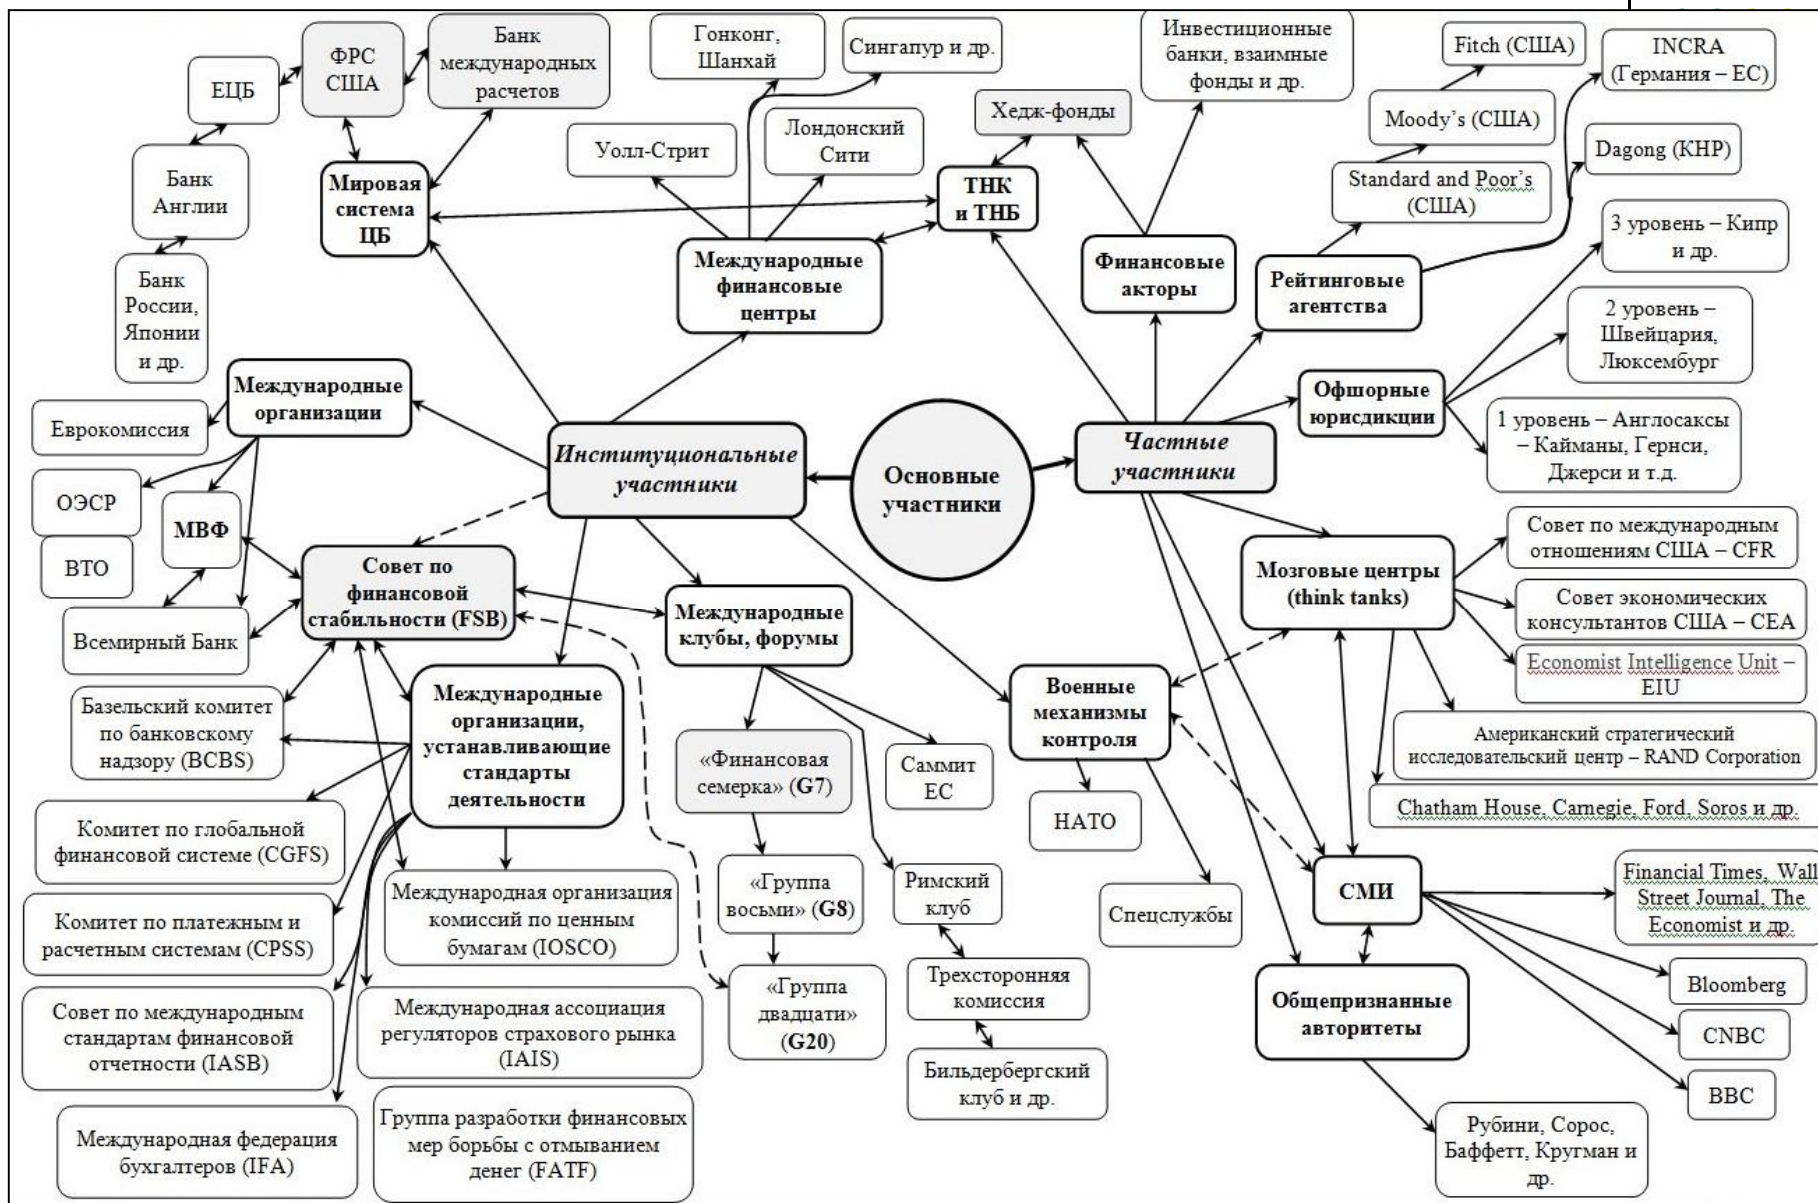 ЕЦБ
ФРС
США
Банк
международных
расчетов
Гонконг,
Шанхай
Сингапур и др.
Инвестиционные
банки, взаимные
фонды и др.
Fitch (США)
INCRA
(Германия – ЕС)
Хедж-фонды
Moody’s (США)
Dagong (КНР)
Уолл-Стрит
Лондонский
Сити
Банк
Англии
Мировая
система
ЦБ
ТНК
и ТНБ
Standard and Poor’s
(США)
3 уровень – Кипр
и др.
Банк
России,
Японии
и др.
Международные
финансовые
центры
Финансовые
акторы
Рейтинговые
агентства
2 уровень –
Швейцария,
Люксембург
Международные
организации
Офшорные
юрисдикции
Еврокомиссия
1 уровень – Англосаксы
– Кайманы, Гернси,
Джерси и т.д.
Институциональные
участники
Основные
участники
Частные
участники
ОЭСР
МВФ
ВТО
Всемирный Банк
Совет по
финансовой
стабильности (FSB)
Международные
клубы, форумы
Мозговые центры
(think tanks)
Совет по международным
отношениям США – CFR
Совет экономических
консультантов США – CEA
Economist Intelligence Unit –
EIU
Американский стратегический
исследовательский центр – RAND Corporation
Chatham House, Carnegie, Ford, Soros и др.
Базельский комитет
по банковскому
надзору (BCBS)
Международные
организации,
устанавливающие
стандарты
деятельности
«Финансовая
семерка» (G7)
Саммит
ЕС
Военные
механизмы
контроля
НАТО
Спецслужбы
Комитет по глобальной
финансовой системе (CGFS)
Комитет по платежным и
расчетным системам (CPSS)
Международная организация
комиссий по ценным
бумагам (IOSCO)
«Группа
восьми» (G8)
Римский
клуб
СМИ
Financial Times, Wall
Street Journal, The
Economist и др.
Совет по международным
стандартам финансовой
отчетности (IASB)
Международная ассоциация
регуляторов страхового рынка
(IAIS)
«Группа
двадцати»
(G20)
Трехсторонняя
комиссия
Общепризнанные
авторитеты
Bloomberg
CNBC
BBC
Бильдербергский
клуб и др.
Международная федерация
бухгалтеров (IFA)
Группа разработки финансовых
мер борьбы с отмыванием
денег (FATF)
Рубини, Сорос,
Баффетт, Кругман и
др.